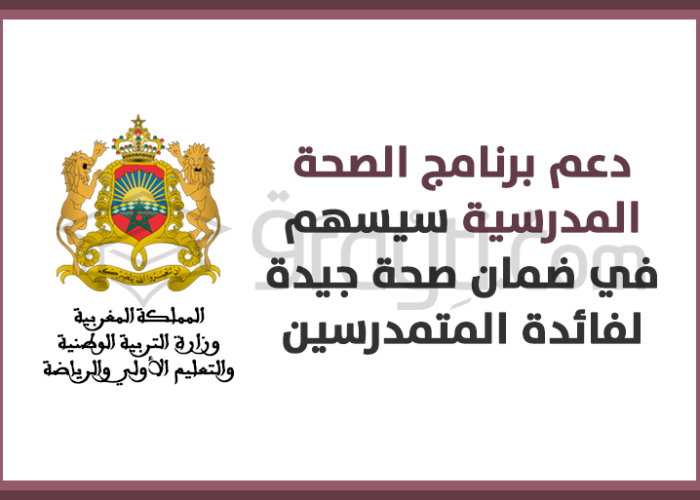 دعم برنامج الصحة
المدرسية سيسهم
في ضمان صحة جيدة
لفائدة المتمدرسين
المملكة المغربية
وزارة التربية الوطنية
والتعليم الأولي والرياضة